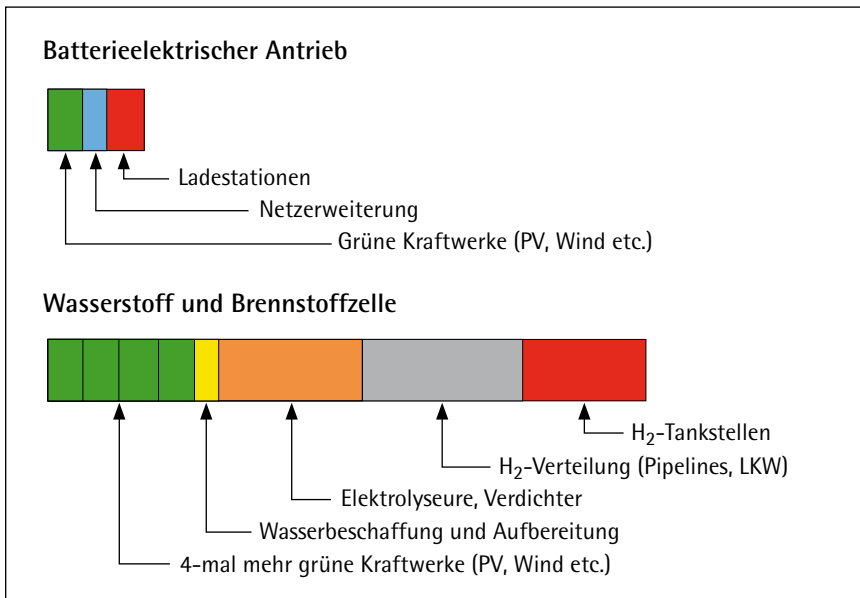 Batterieelektrischer Antrieb
Ladestationen
Netzerweiterung
Grüne Kraftwerke (PV, Wind etc.)
Wasserstoff und Brennstoffzelle
H₂-Tankstellen
H₂-Verteilung (Pipelines, LKW)
Elektrolyseure, Verdichter
Wasserbeschaffung und Aufbereitung
4-mal mehr grüne Kraftwerke (PV, Wind etc.)